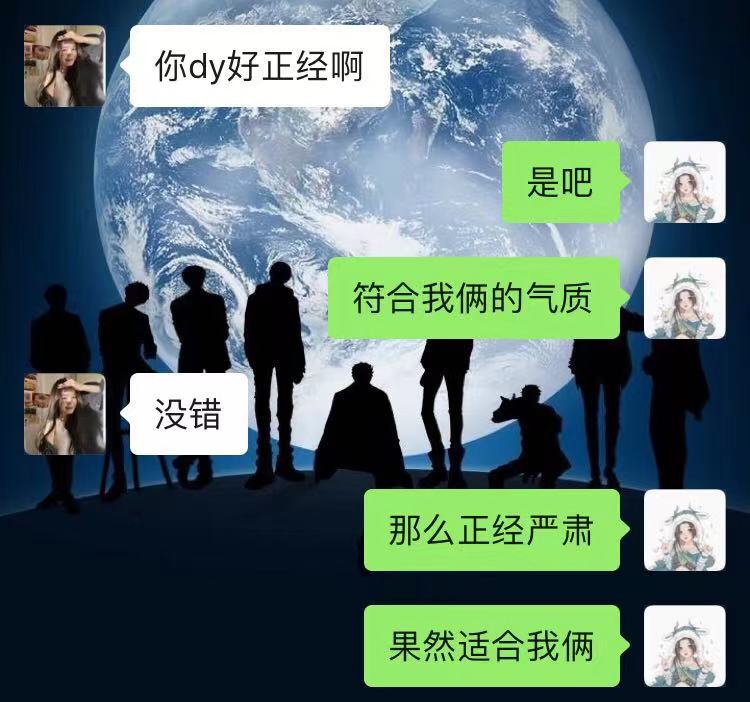 你dy好正经啊
是吧
符合我俩的气质
没错
那么正经严肃
果然适合我俩